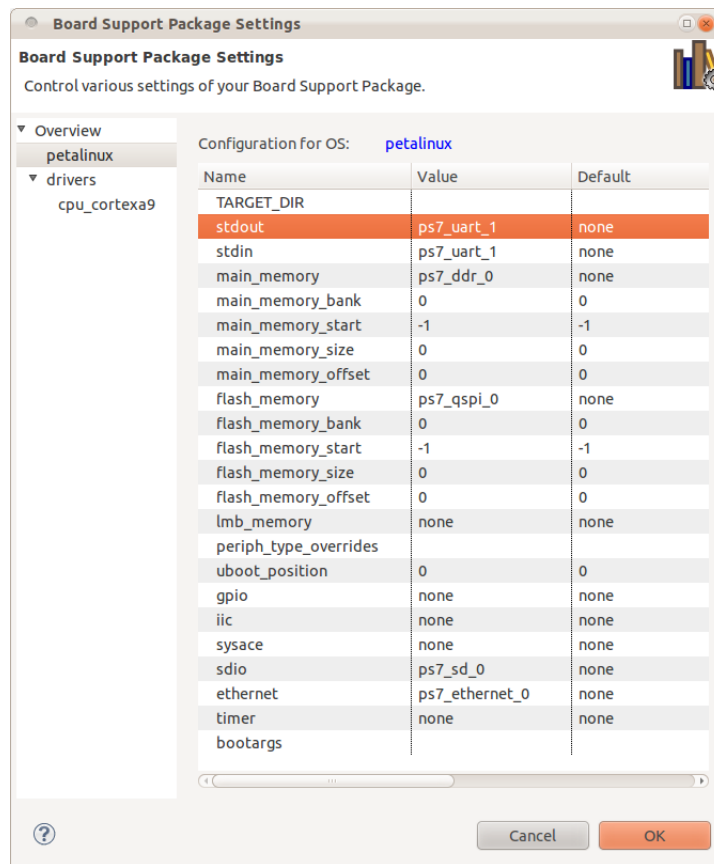 Board Support Package Settings
Board Support Package Settings
Control various settings of your Board Support Package.
Overview
petalinux
drivers
cpu_cortexa9
Configuration for OS: petalinux
Name Value Default
TARGET_DIR
stdout ps7_uart_1 none
stdin ps7_uart_1 none
main_memory ps7_ddr_0 none
main_memory_bank 0 0
main_memory_start -1 -1
main_memory_size 0 0
main_memory_offset 0 0
flash_memory ps7_qspi_0 none
flash_memory_bank 0 0
flash_memory_start -1 -1
flash_memory_size 0 0
flash_memory_offset 0 0
lmb_memory none none
periph_type_overrides
uboot_position 0 0
gpio none none
iic none none
sysace none none
sdio ps7_sd_0 none
ethernet ps7_ethernet_0 none
timer none none
bootargs
? Cancel OK